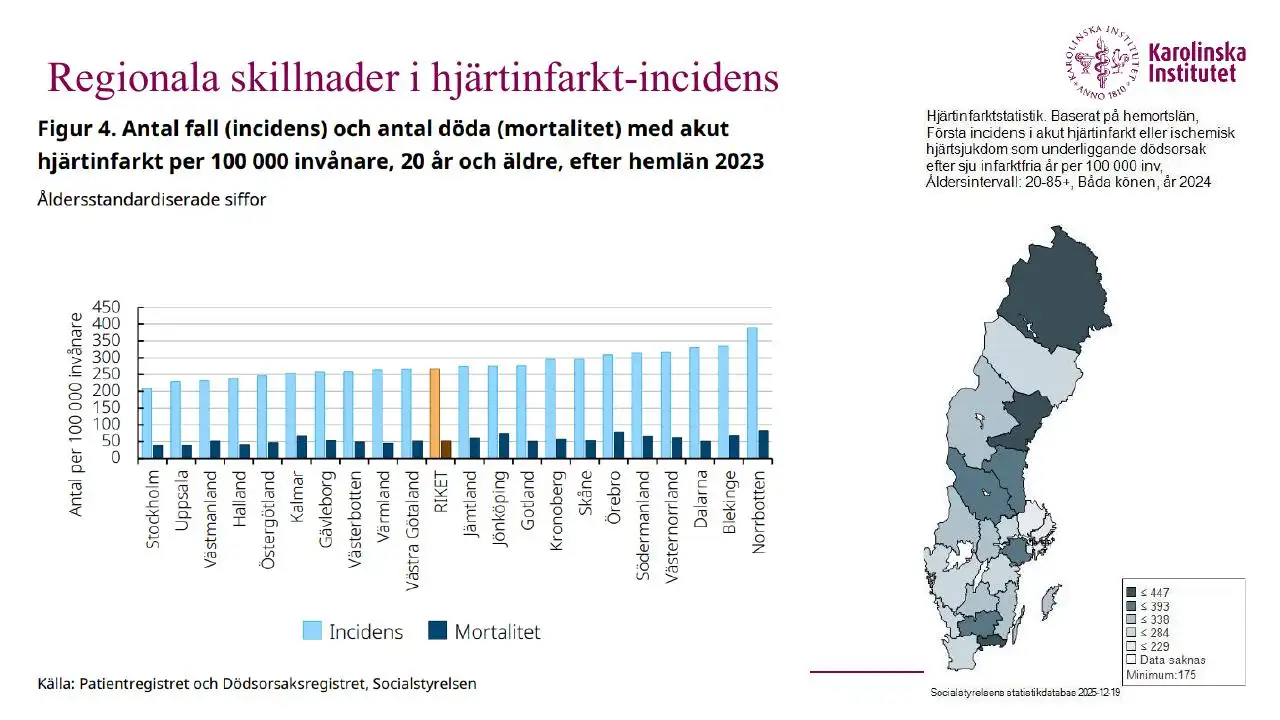 Regionala skillnader i hjärtinfarkt-incidens
KAROLINSKA INSTITUTET
ANNO 1810
Karolinska
Institutet
Figur 4. Antal fall (incidens) och antal döda (mortalitet) med akut
hjärtinfarkt per 100 000 invånare, 20 år och äldre, efter hemlän 2023
Åldersstandardiserade siffor
Hjärtinfarktstatistik. Baserat på hemortslän,
Första incidens i akut hjärtinfarkt eller ischemisk
hjärtsjukdom som underliggande dödsorsak
efter sju infarktfria år per 100 000 inv,
Åldersintervall: 20-85+, Båda könen, år 2024
Antal per 100 000 invånare
450
400
350
300
250
200
150
100
50
0
Stockholm
Uppsala
Västmanland
Halland
Östergötland
Kalmar
Gävleborg
Västerbotten
Värmland
Västra Götaland
RIKET
Jämtland
Jönköping
Gotland
Kronoberg
Skåne
Örebro
Södermanland
Västernorrland
Dalarna
Blekinge
Norrbotten
Incidens
Mortalitet
≤ 447
≤ 393
≤ 338
≤ 284
≤ 229
Data saknas
Minimum:175
Källa: Patientregistret och Dödsorsaksregistret, Socialstyrelsen
Socialstyrelsens statistikdatabas 2025-12-19